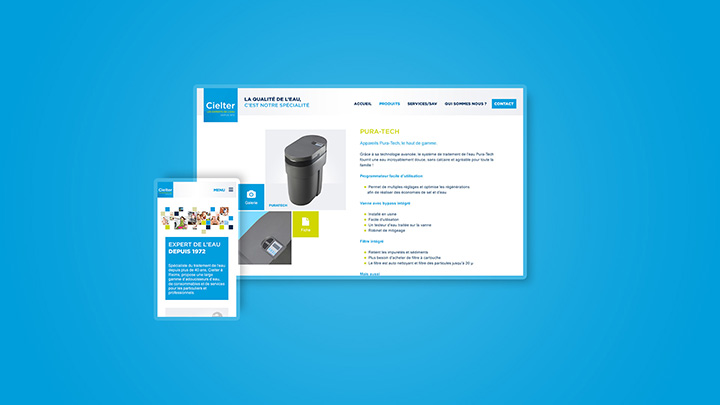 Cielter
LA QUALITÉ DE L'EAU,
C'EST NOTRE SPÉCIALITÉ
ACCUEIL PRODUITS SERVICES/SAV QUI SOMMES NOUS ? CONTACT
PURA-TECH
Appareils Pura-Tech: le haut de gamme.
Grâce à sa technologie avancée, le système de traitement de l'eau Pura-Tech
fournit une eau incroyablement douce, sans calcaire et agréable pour toute la
famille !
Programmateur facile d'utilisation
Permet de multiples réglages et optimise les régénérations
afin de réaliser des économies de sel et d'eau.
Vanne avec bypass intégré
Installé en usine
Facile d'utilisation
Un lecteur d'eau traitée sur la vanne
Robinet de mitigeage
Filtre intégré
Retient les impuretés et sédiments
Plus besoin d'acheter de filtre à cartouche
Le filtre est auto nettoyant et filtre des particules jusqu'à 20 µ
Mais aussi
Galerie
PURATECH
Fiche
Cielter
MENU
EXPERT DE L'EAU
DEPUIS 1972
Spécialiste du traitement de l'eau
depuis plus de 40 ans, Cielter à
Reims, propose une large
gamme d'adoucisseurs d'eau,
de consommables et de services
pour les particuliers et
professionnels.